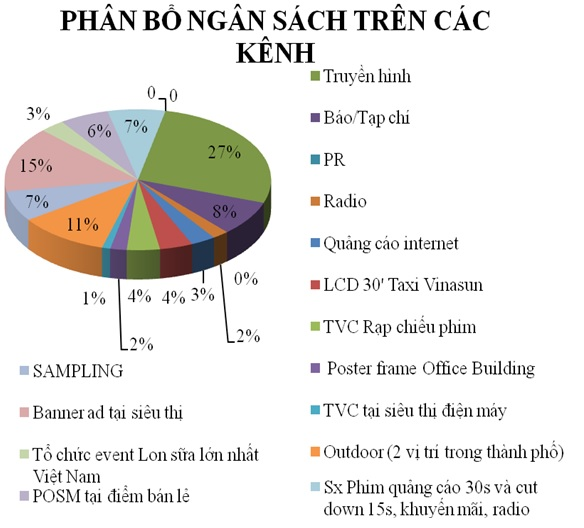 PHÂN BỔ NGÂN SÁCH TRÊN CÁC
KÊNH
0 0
3%
6%
7%
27%
15%
7%
8%
11%
0%
1%
4%
4%
3%
2%
2%
Truyền hình
Báo/Tạp chí
PR
Radio
Quảng cáo internet
LCD 30' Taxi Vinasun
TVC Rạp chiếu phim
Poster frame Office Building
TVC tại siêu thị điện máy
Outdoor (2 vị trí trong thành phố)
Sx Phim quảng cáo 30s và cut
down 15s, khuyến mãi, radio
SAMPLING
Banner ad tại siêu thị
Tổ chức event Lon sữa lớn nhất
Việt Nam
POSM tại điểm bán lẻ